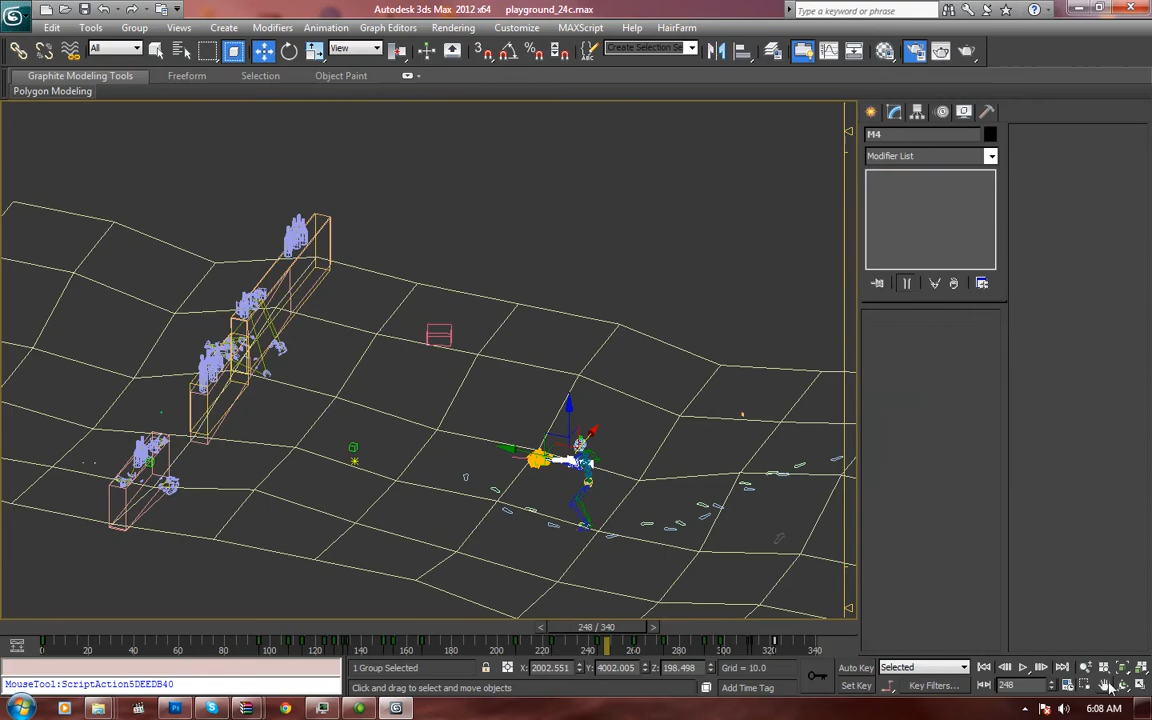 Autodesk 3ds Max 2012 x64 playground_24c.max
Type a keyword or phrase
Edit Tools Group Views Create Modifiers Animation Graph Editors Rendering Customize MAXScript Help HairFarm
All View Create Selection Se
Graphite Modeling Tools Freeform Selection Object Paint
Polygon Modeling
M4
Modifier List
248 / 340
0 20 40 60 80 100 120 140 160 180 200 220 240 260 280 300 320 340
1 Group Selected X: 2002.551 Y: 4002.005 Z: 198.498 Grid = 10.0 Auto Key Selected
MouseTool:ScriptAction5DEEDB40 Click and drag to select and move objects Add Time Tag Set Key Key Filters... 248
6:08 AM